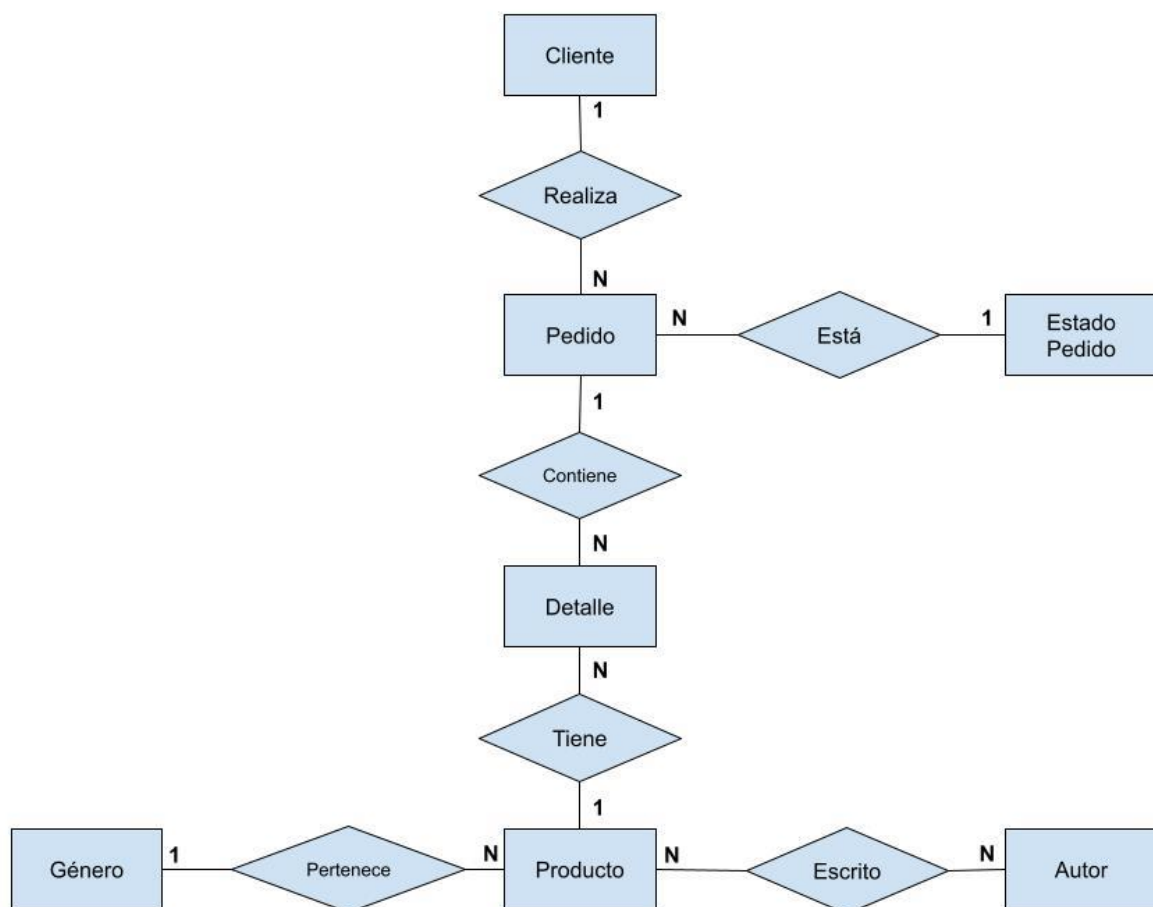 Cliente
1
Realiza
N
Pedido
N
Está
1
Estado
Pedido
1
Contiene
N
Detalle
N
Tiene
1
Género
1
Pertenece
N
Producto
N
Escrito
N
Autor